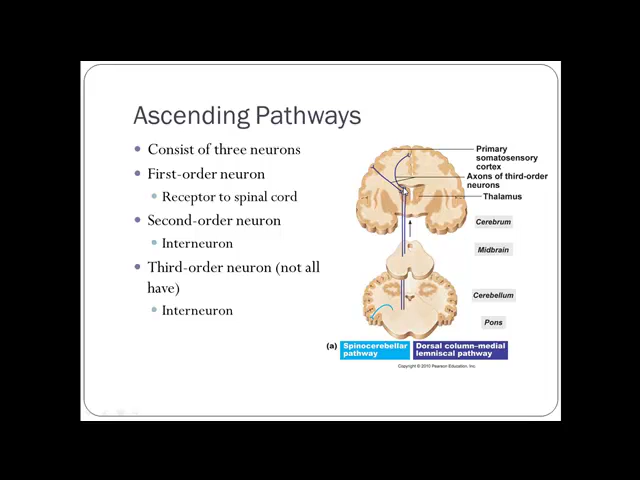 Ascending Pathways
Consist of three neurons
First-order neuron
Receptor to spinal cord
Second-order neuron
Interneuron
Third-order neuron (not all
have)
Interneuron
Primary
somatosensory
cortex
Axons of third-order
neurons
Thalamus
Cerebrum
Midbrain
Cerebellum
Pons
(a) Spinocerebellar
pathway
Dorsal column–medial
lemniscal pathway
Copyright © 2010 Pearson Education, Inc.